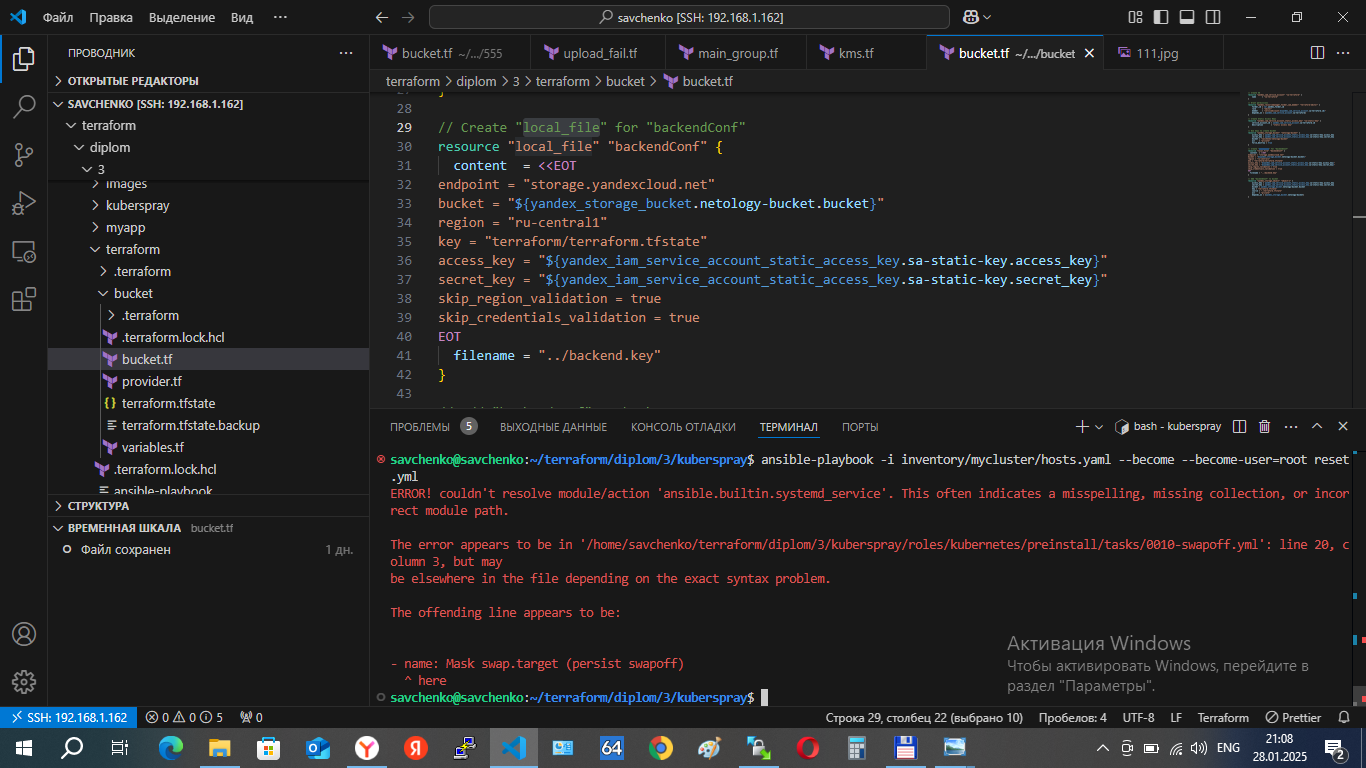 Файл Правка Выделение Вид ··· savchenko [SSH: 192.168.1.162]
ПРОВОДНИК ···
ОТКРЫТЫЕ РЕДАКТОРЫ
SAVCHENKO [SSH: 192.168.1.162]
terraform
diplom
3
images
kuberspray
myapp
terraform
.terraform
bucket
.terraform
.terraform.lock.hcl
bucket.tf
provider.tf
terraform.tfstate
terraform.tfstate.backup
variables.tf
.terraform.lock.hcl
ansible-playbook
СТРУКТУРА
ВРЕМЕННАЯ ШКАЛА bucket.tf
Файл сохранен 1 дн.
bucket.tf ~/.../555 upload_fail.tf main_group.tf kms.tf bucket.tf ~/.../bucket 111.jpg
terraform > diplom > 3 > terraform > bucket > bucket.tf
27 }
28
29 // Create "local_file" for "backendConf"
30 resource "local_file" "backendConf" {
31 content = <<EOT
32 endpoint = "storage.yandexcloud.net"
33 bucket = "${yandex_storage_bucket.netology-bucket.bucket}"
34 region = "ru-central1"
35 key = "terraform/terraform.tfstate"
36 access_key = "${yandex_iam_service_account_static_access_key.sa-static-key.access_key}"
37 secret_key = "${yandex_iam_service_account_static_access_key.sa-static-key.secret_key}"
38 skip_region_validation = true
39 skip_credentials_validation = true
40 EOT
41 filename = "../backend.key"
42 }
43
ПРОБЛЕМЫ 5 ВЫХОДНЫЕ ДАННЫЕ КОНСОЛЬ ОТЛАДКИ ТЕРМИНАЛ ПОРТЫ bash - kuberspray
savchenko@savchenko:~/terraform/diplom/3/kuberspray$ ansible-playbook -i inventory/mycluster/hosts.yaml --become --become-user=root reset
.yml
ERROR! couldn't resolve module/action 'ansible.builtin.systemd_service'. This often indicates a misspelling, missing collection, or incor
rect module path.
The error appears to be in '/home/savchenko/terraform/diplom/3/kuberspray/roles/kubernetes/preinstall/tasks/0010-swapoff.yml': line 20, c
olumn 3, but may
be elsewhere in the file depending on the exact syntax problem.
The offending line appears to be:
- name: Mask swap.target (persist swapoff)
^ here
savchenko@savchenko:~/terraform/diplom/3/kuberspray$
Активация Windows
Чтобы активировать Windows, перейдите в
раздел "Параметры".
SSH: 192.168.1.162 0 0 5 0 Строка 29, столбец 22 (выбрано 10) Пробелов: 4 UTF-8 LF Terraform Prettier
64 ENG 21:08
28.01.2025 2